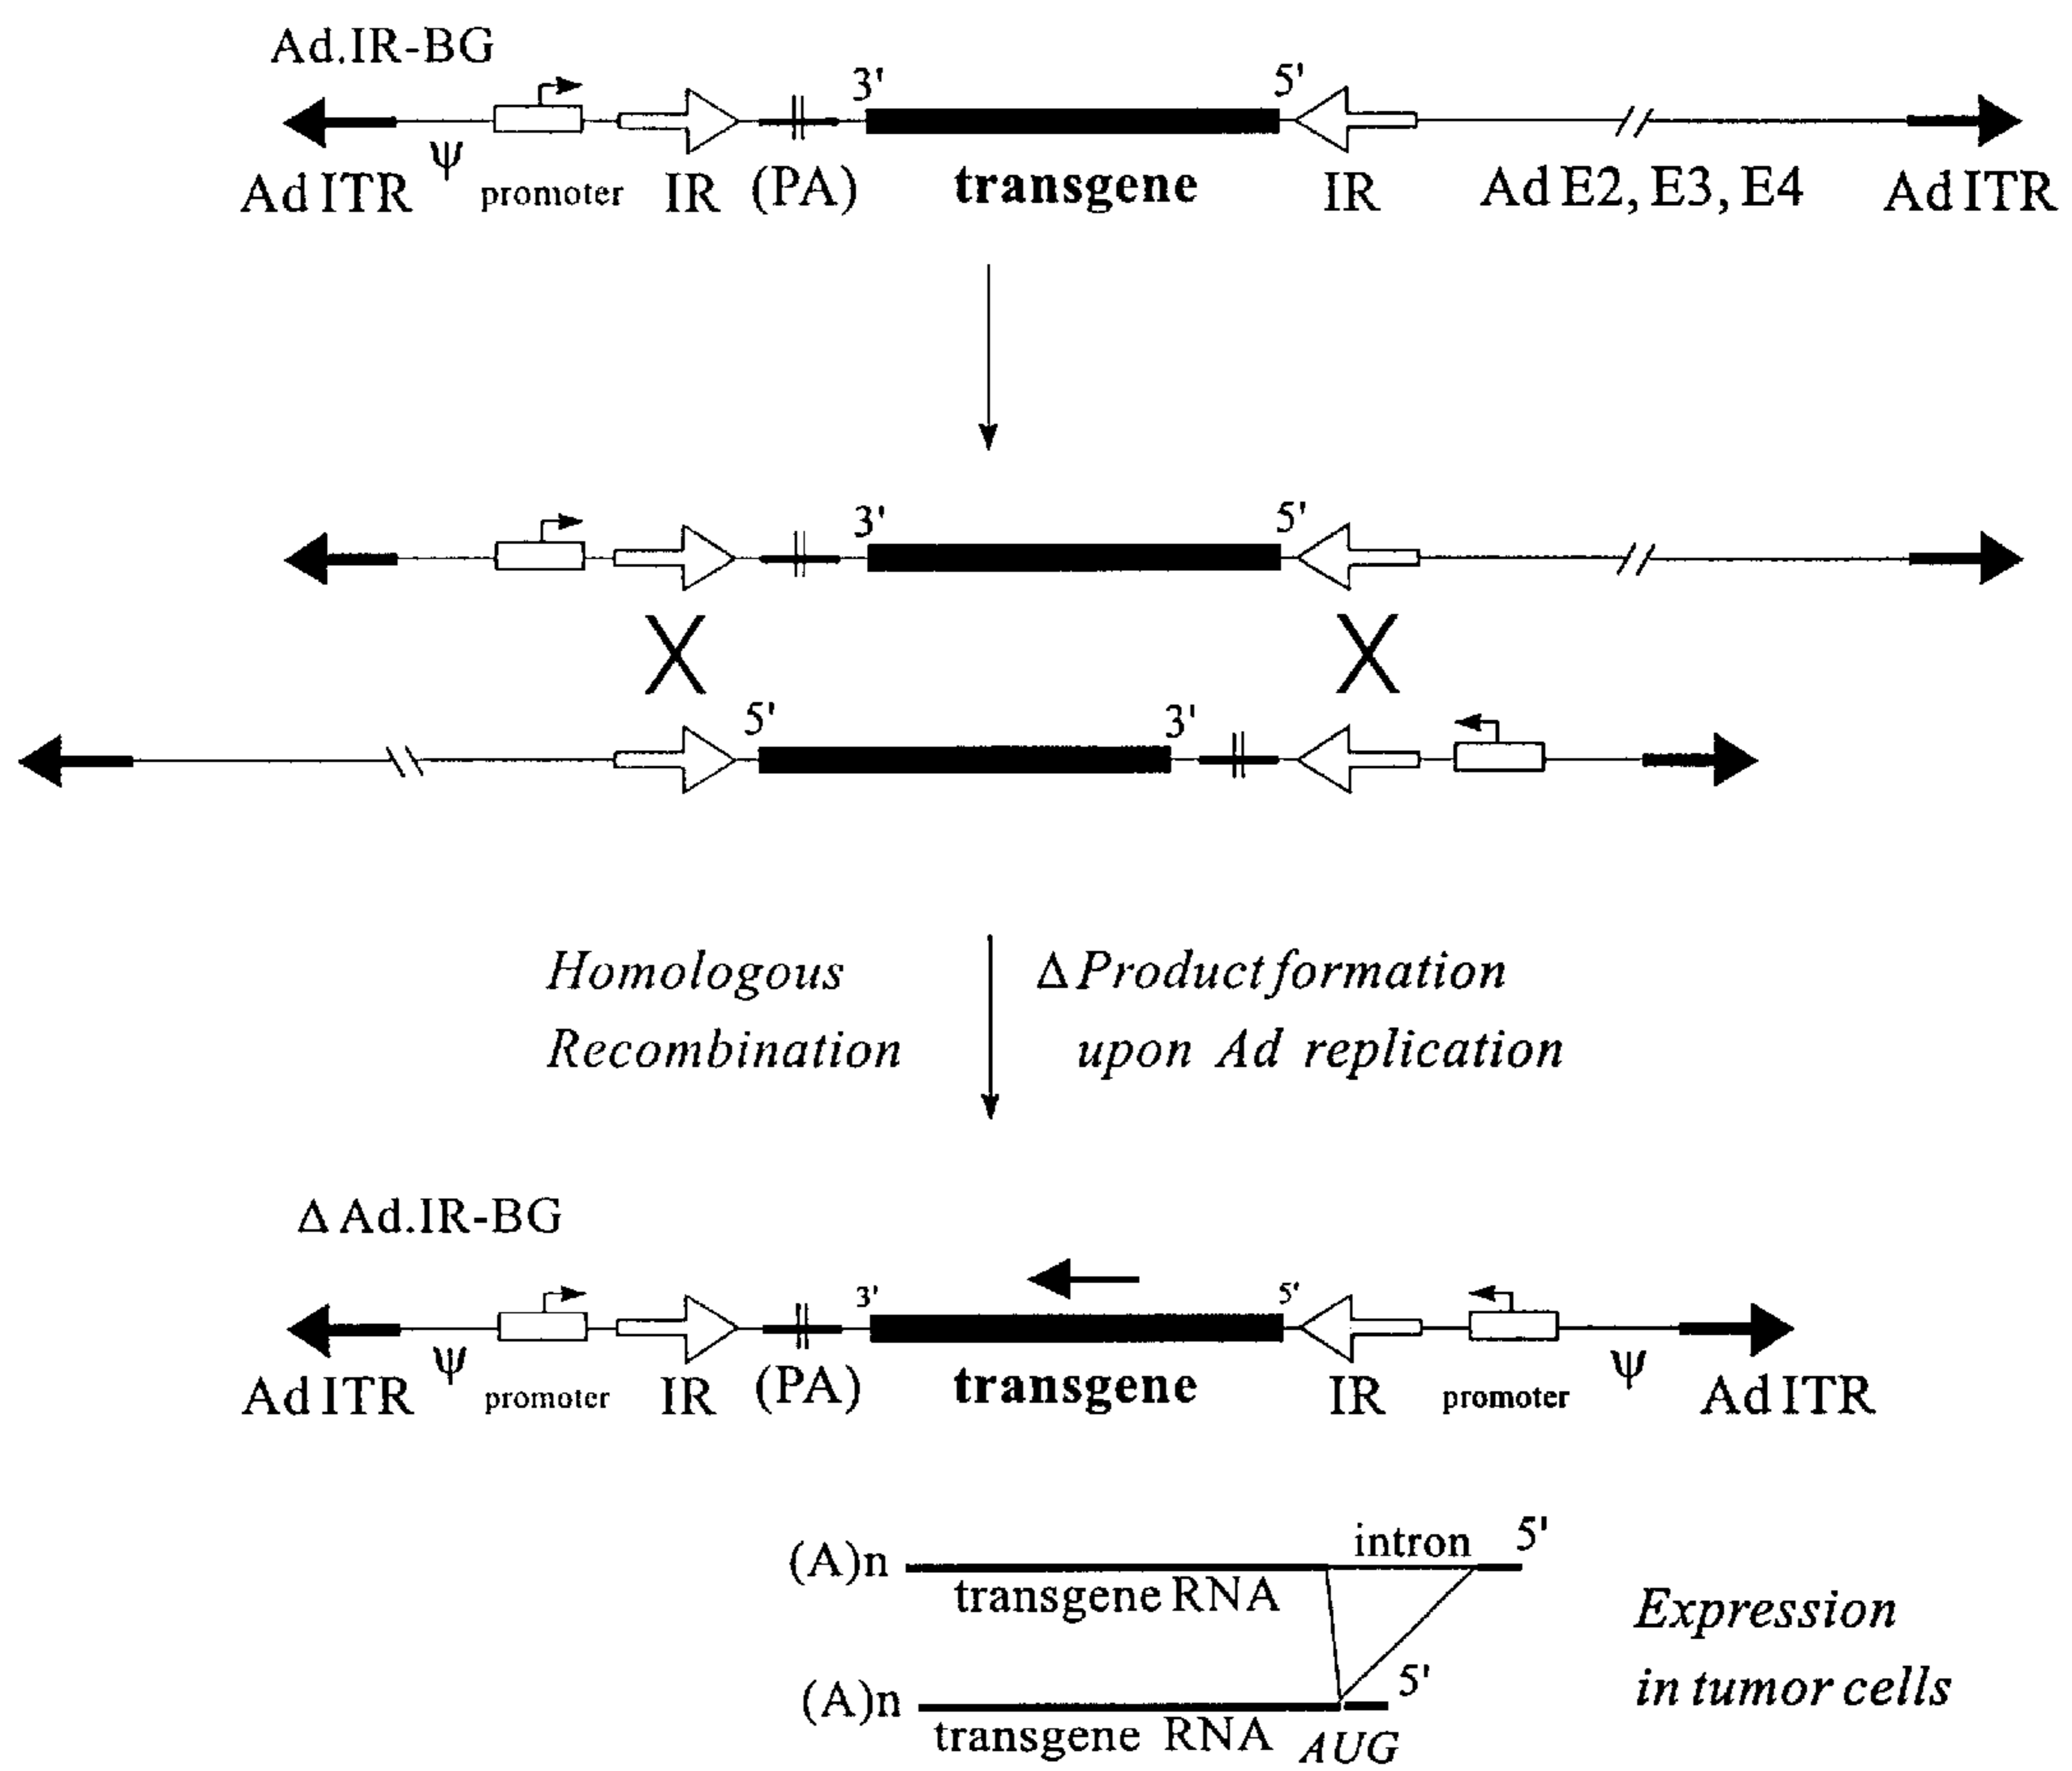 Ad.IR-BG
3' 5'
Ψ
Ad ITR promoter IR (PA) transgene IR Ad E2, E3, E4 Ad ITR
3' 5'
5' 3'
Homologous Δ Product formation
Recombination upon Ad replication
Δ Ad.IR-BG
3' 5'
Ψ Ψ
Ad ITR promoter IR (PA) transgene IR promoter Ad ITR
intron 5'
(A)n
transgene RNA
Expression
5'
(A)n in tumor cells
transgene RNA AUG